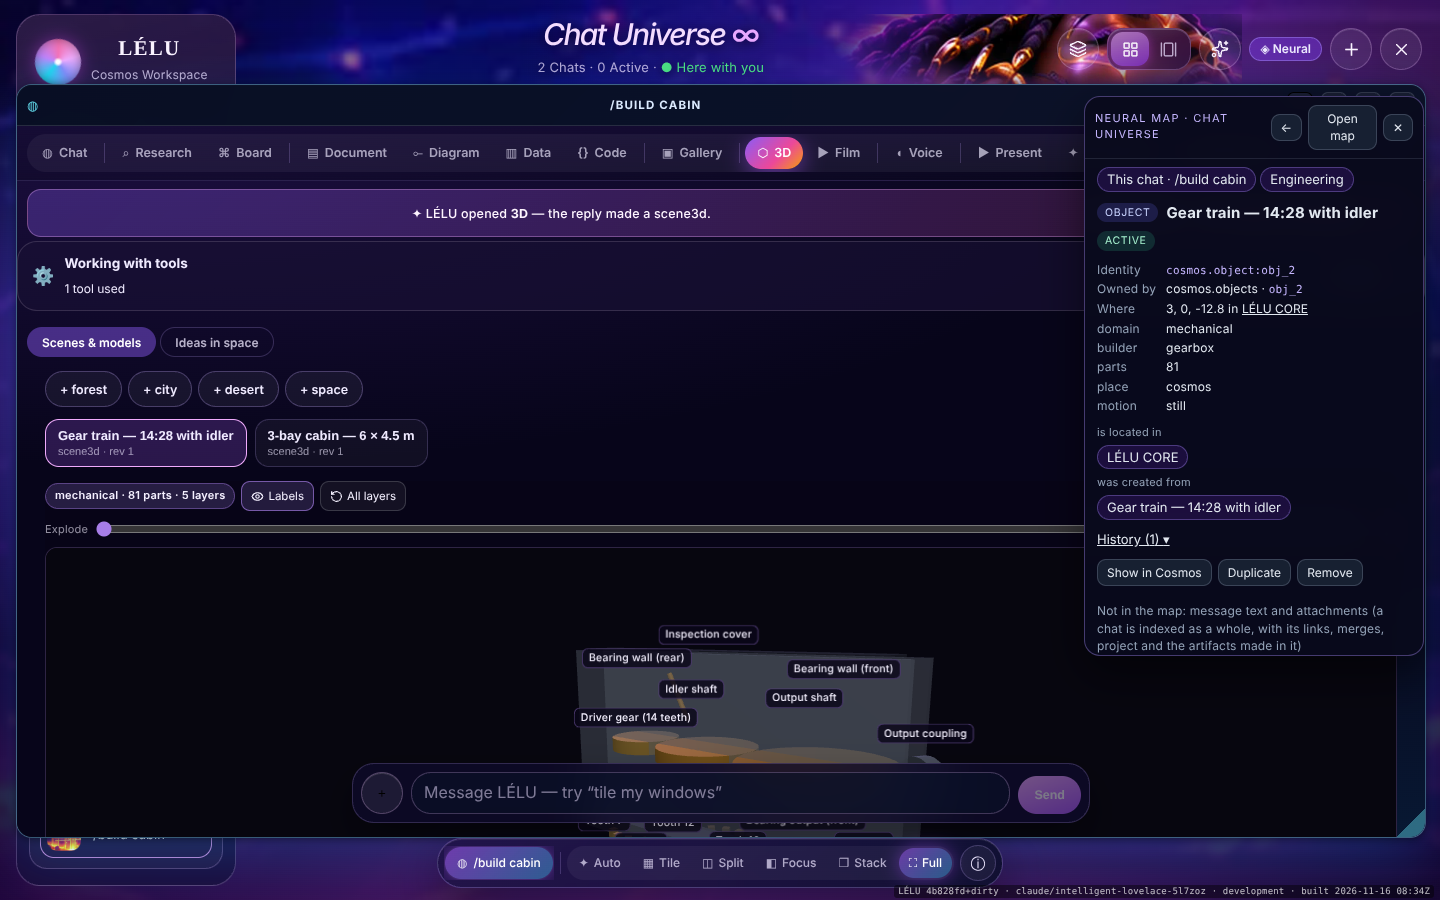 LÉLU
Cosmos Workspace
Chat Universe ∞
2 Chats · 0 Active · ● Here with you
◈ Neural
/BUILD CABIN
Chat
Research
Board
Document
Diagram
Data
Code
Gallery
3D
Film
Voice
Present
✦ LÉLU opened 3D — the reply made a scene3d.
Working with tools
1 tool used
Scenes & models
Ideas in space
+ forest
+ city
+ desert
+ space
Gear train — 14:28 with idler
scene3d · rev 1
3-bay cabin — 6 × 4.5 m
scene3d · rev 1
mechanical · 81 parts · 5 layers
Labels
All layers
Explode
Inspection cover
Bearing wall (rear)
Bearing wall (front)
Idler shaft
Output shaft
Driver gear (14 teeth)
Output coupling
NEURAL MAP · CHAT
UNIVERSE
←
Open
map
✕
This chat · /build cabin
Engineering
OBJECT Gear train — 14:28 with idler
ACTIVE
Identity cosmos.object:obj_2
Owned by cosmos.objects · obj_2
Where 3, 0, -12.8 in LÉLU CORE
domain mechanical
builder gearbox
parts 81
place cosmos
motion still
is located in
LÉLU CORE
was created from
Gear train — 14:28 with idler
History (1) ▾
Show in Cosmos
Duplicate
Remove
Not in the map: message text and attachments (a
chat is indexed as a whole, with its links, merges,
project and the artifacts made in it)
+
Message LÉLU — try “tile my windows”
Send
/build cabin
/build cabin
Auto
Tile
Split
Focus
Stack
Full
LÉLU 4b828fd+dirty · claude/intelligent-lovelace-5l7zoz · development · built 2026-11-16 08:34Z